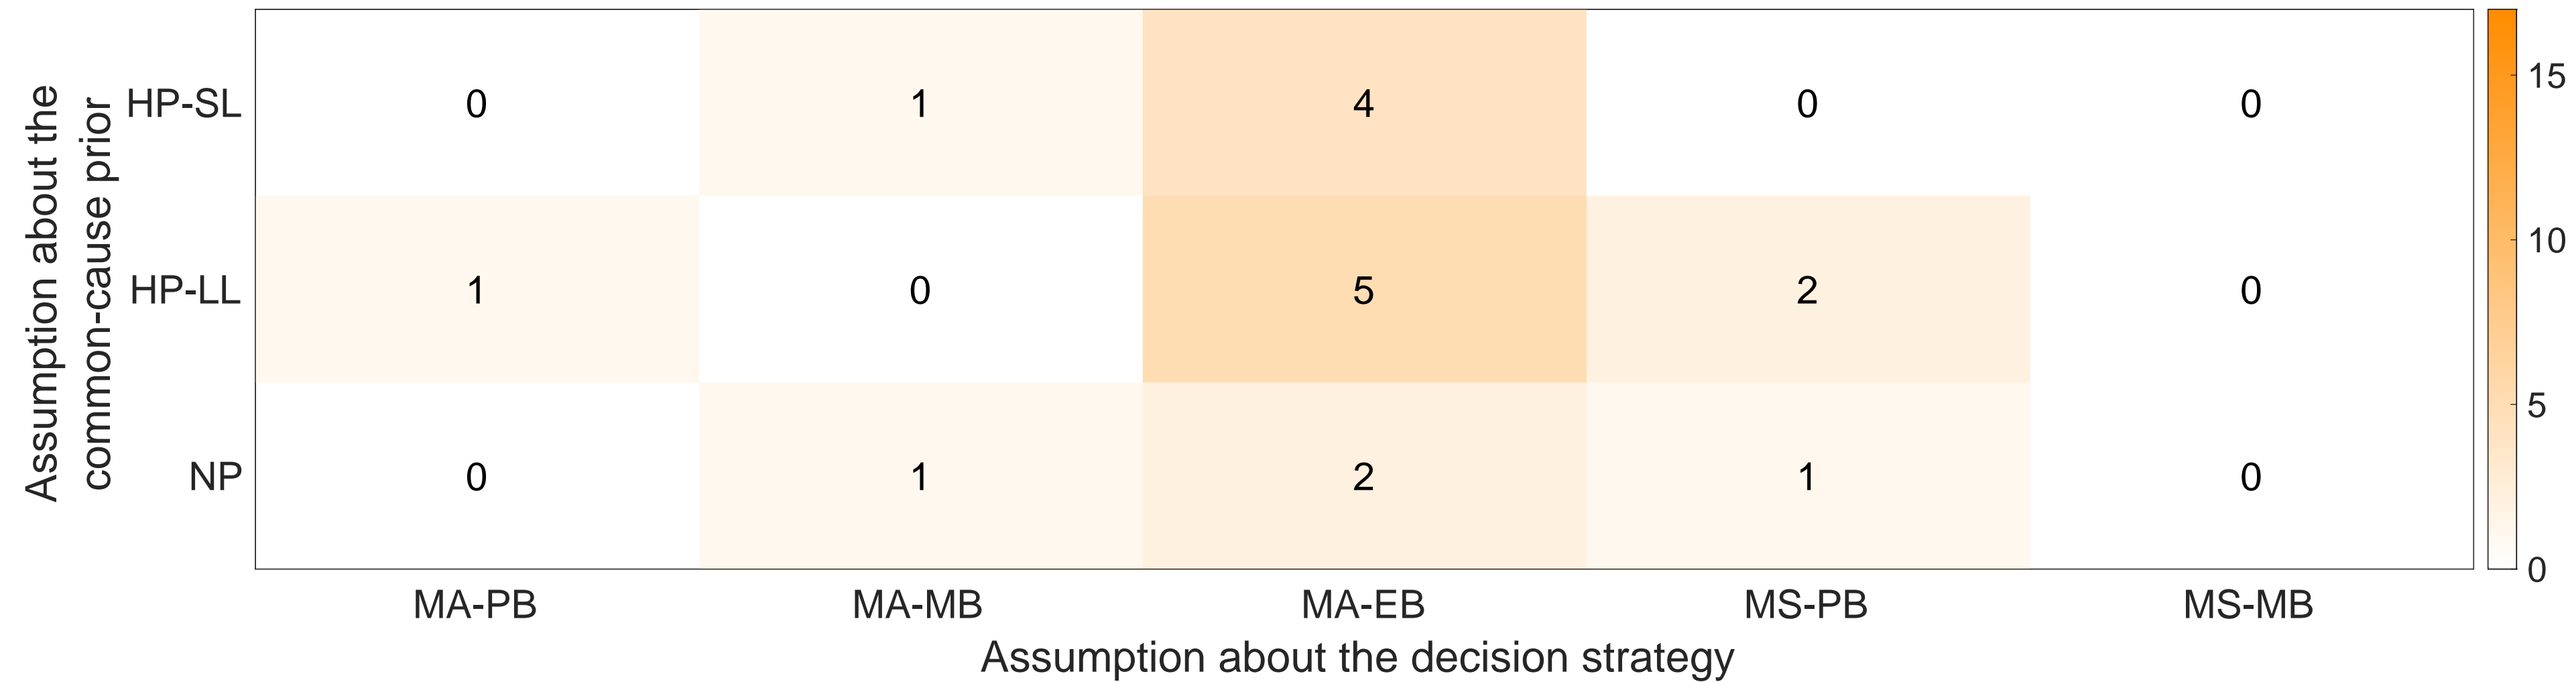 Assumption about the
common-cause prior
HP-SL 0 1 4 0 0
HP-LL 1 0 5 2 0
NP 0 1 2 1 0
MA-PB MA-MB MA-EB MS-PB MS-MB
Assumption about the decision strategy
15
10
5
0